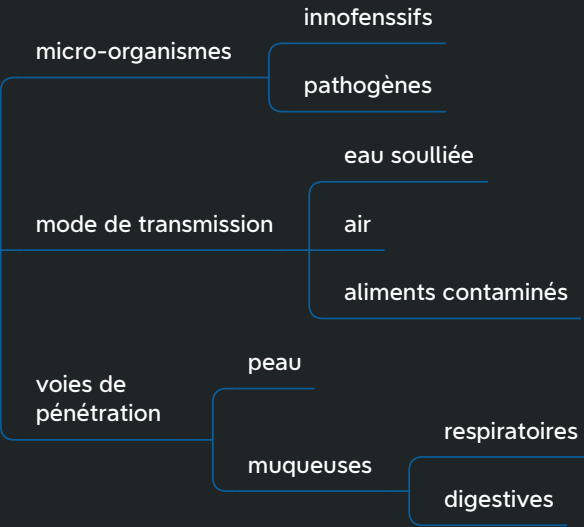 innofenssifs
micro-organismes
pathogènes
eau soulliée
mode de transmission
air
aliments contaminés
peau
voies de
pénétration
respiratoires
muqueuses
digestives